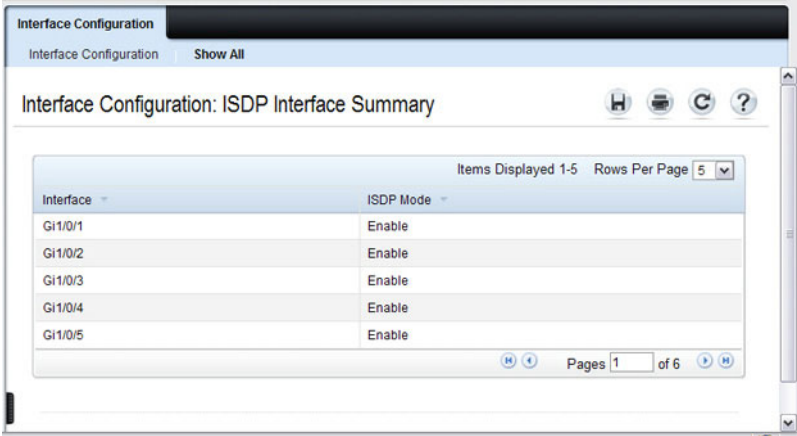 Interface Configuration
Interface Configuration Show All
Interface Configuration: ISDP Interface Summary
Items Displayed 1-5 Rows Per Page 5
Interface ISDP Mode
Gi1/0/1 Enable
Gi1/0/2 Enable
Gi1/0/3 Enable
Gi1/0/4 Enable
Gi1/0/5 Enable
Pages 1 of 6